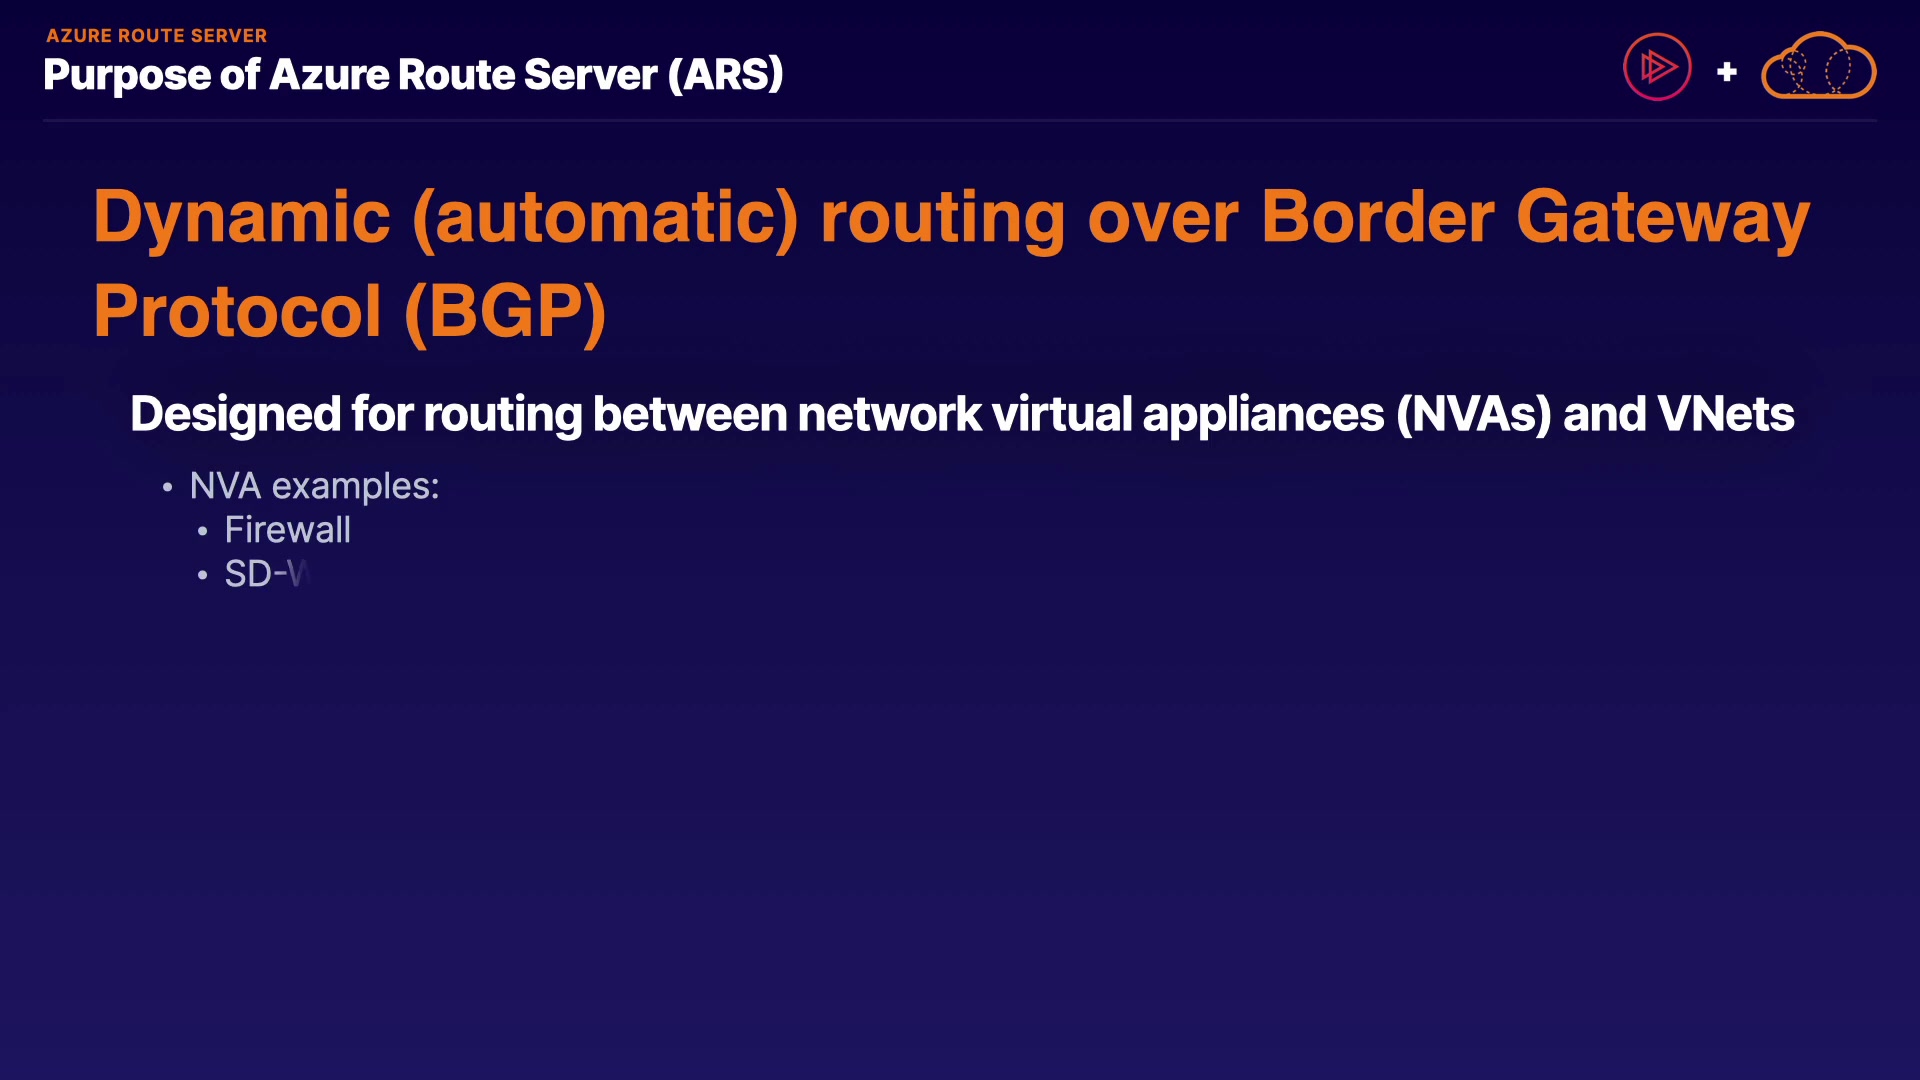 AZURE ROUTE SERVER
Purpose of Azure Route Server (ARS)
+
Dynamic (automatic) routing over Border Gateway
Protocol (BGP)
Designed for routing between network virtual appliances (NVAs) and VNets
• NVA examples:
• Firewall
• SD-W